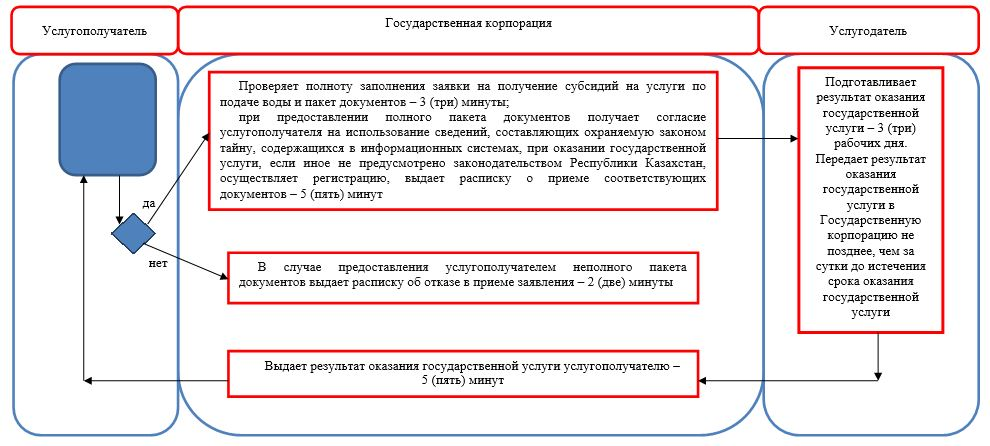 Услугополучатель
Государственная корпорация
Услугодатель
Проверяет полноту заполнения заявки на получение субсидий на услуги по
подаче воды и пакет документов – 3 (три) минуты;
при предоставлении полного пакета документов получает согласие
услугополучателя на использование сведений, составляющих охраняемую законом
тайну, содержащихся в информационных системах, при оказании государственной
услуги, если иное не предусмотрено законодательством Республики Казахстан,
осуществляет регистрацию, выдает расписку о приеме соответствующих
документов – 5 (пять) минут
Подготавливает
результат оказания
государственной
услуги – 3 (три)
рабочих дня.
Передает результат
оказания
государственной
услуги в
Государственную
корпорацию не
позднее, чем за
сутки до истечения
срока оказания
государственной
услуги
да
нет
В случае предоставления услугополучателем неполного пакета
документов выдает расписку об отказе в приеме заявления – 2 (две) минуты
Выдает результат оказания государственной услуги услугополучателю –
5 (пять) минут